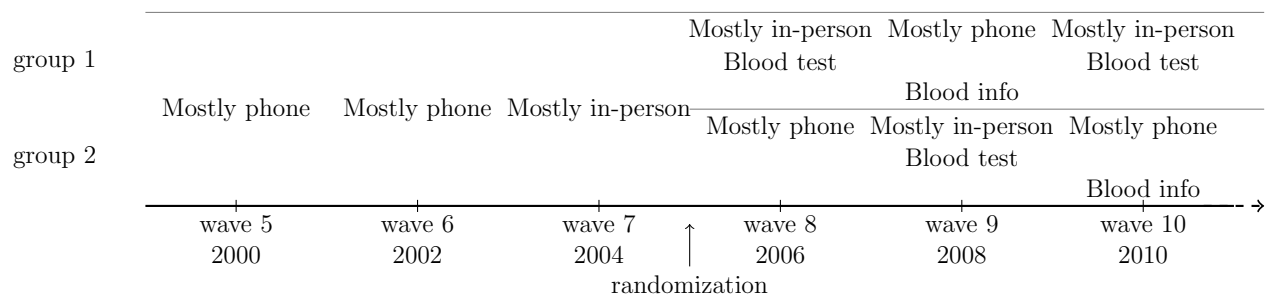 Mostly in-person Mostly phone Mostly in-person
group 1
Blood test Blood test
Blood info
Mostly phone Mostly phone Mostly in-person
Mostly phone Mostly in-person Mostly phone
group 2
Blood test
Blood info
wave 5 wave 6 wave 7 wave 8 wave 9 wave 10
2000 2002 2004 2006 2008 2010
randomization